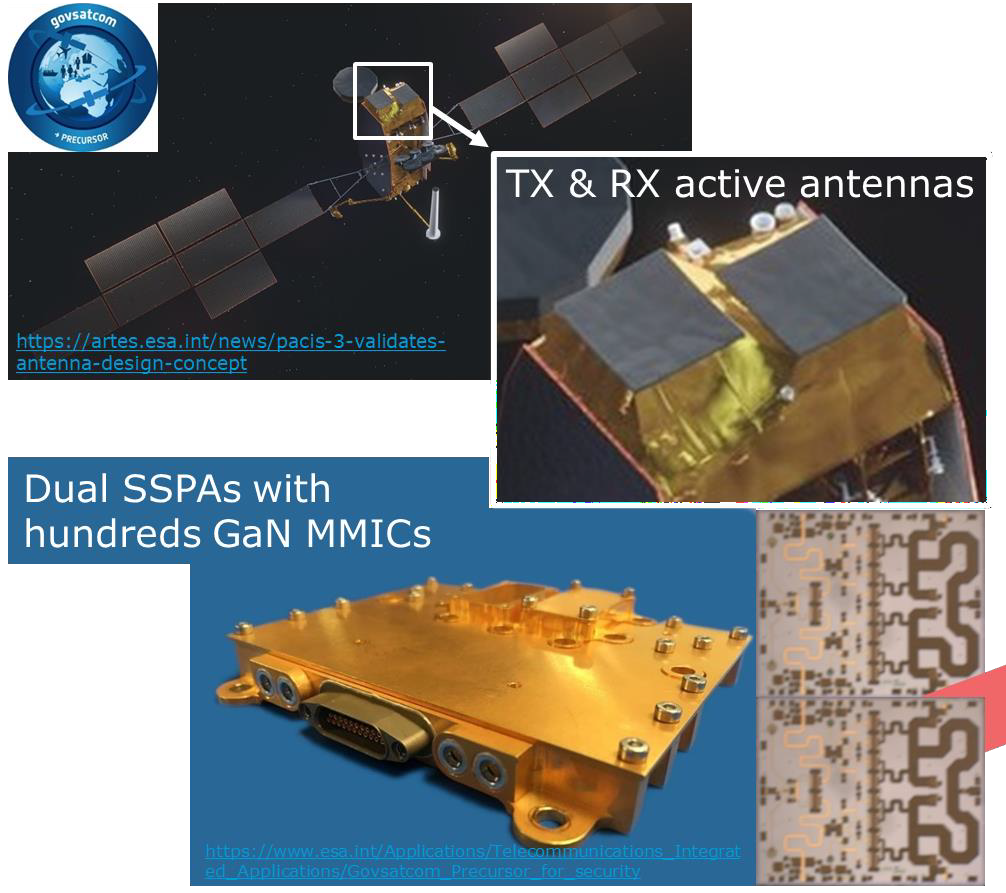 govsatcom
+ PRECURSOR
TX & RX active antennas
https://artes.esa.int/news/pacis-3-validates-
antenna-design-concept
Dual SSPAs with
hundreds GaN MMICs
https://www.esa.int/Applications/Telecommunications_Integrat
ed_Applications/Govsatcom_Precursor_for_security